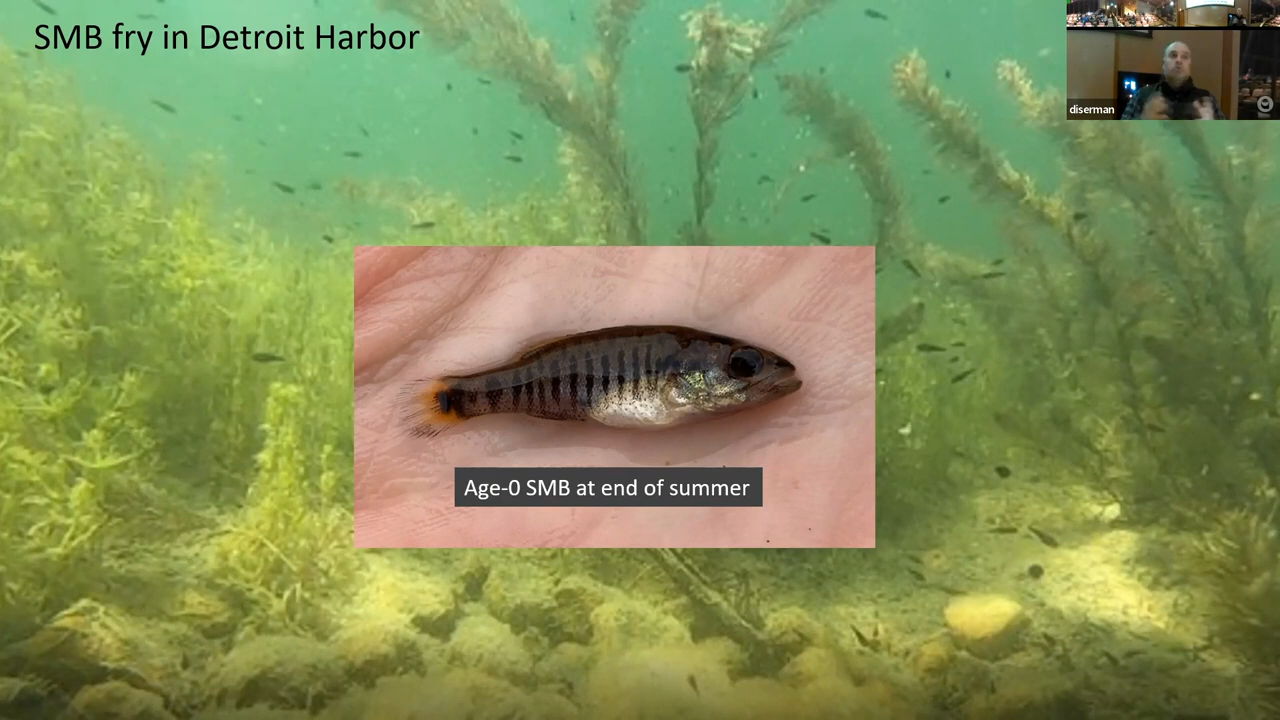 SMB fry in Detroit Harbor
diserman
Age-0 SMB at end of summer